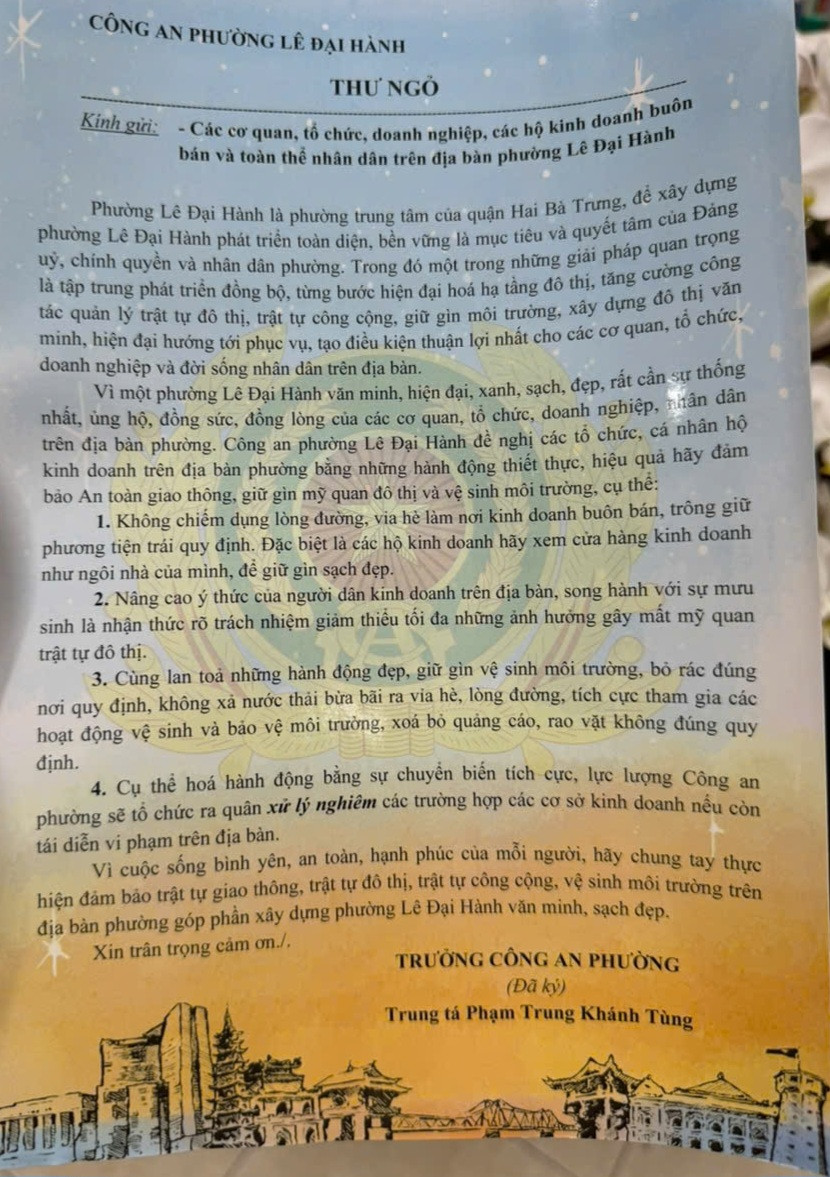 CÔNG AN PHƯỜNG LÊ ĐẠI HÀNH
THƯ NGỎ
Kính gửi: - Các cơ quan, tổ chức, doanh nghiệp, các hộ kinh doanh buôn
bán và toàn thể nhân dân trên địa bàn phường Lê Đại Hành
Phường Lê Đại Hành là phường trung tâm của quận Hai Bà Trưng, để xây dựng
phường Lê Đại Hành phát triển toàn diện, bền vững là mục tiêu và quyết tâm của Đảng
uỷ, chính quyền và nhân dân phường. Trong đó một trong những giải pháp quan trọng
là tập trung phát triển đồng bộ, từng bước hiện đại hoá hạ tầng đô thị, tăng cường công
tác quản lý trật tự đô thị, trật tự công cộng, giữ gìn môi trường, xây dựng đô thị văn
minh, hiện đại hướng tới phục vụ, tạo điều kiện thuận lợi nhất cho các cơ quan, tổ chức,
doanh nghiệp và đời sống nhân dân trên địa bàn.
Vì một phường Lê Đại Hành văn minh, hiện đại, xanh, sạch, đẹp, rất cần sự thống
nhất, ủng hộ, đồng sức, đồng lòng của các cơ quan, tổ chức, doanh nghiệp, nhân dân
trên địa bàn phường. Công an phường Lê Đại Hành đề nghị các tổ chức, cá nhân hộ
kinh doanh trên địa bàn phường bằng những hành động thiết thực, hiệu quả hãy đảm
bảo An toàn giao thông, giữ gìn mỹ quan đô thị và vệ sinh môi trường, cụ thể:
1. Không chiếm dụng lòng đường, vỉa hè làm nơi kinh doanh buôn bán, trông giữ
phương tiện trái quy định. Đặc biệt là các hộ kinh doanh hãy xem cửa hàng kinh doanh
như ngôi nhà của mình, để giữ gìn sạch đẹp.
2. Nâng cao ý thức của người dân kinh doanh trên địa bàn, song hành với sự mưu
sinh là nhận thức rõ trách nhiệm giảm thiểu tối đa những ảnh hưởng gây mất mỹ quan
trật tự đô thị.
3. Cùng lan toả những hành động đẹp, giữ gìn vệ sinh môi trường, bỏ rác đúng
nơi quy định, không xả nước thải bừa bãi ra vỉa hè, lòng đường, tích cực tham gia các
hoạt động vệ sinh và bảo vệ môi trường, xoá bỏ quảng cáo, rao vặt không đúng quy
định.
4. Cụ thể hoá hành động bằng sự chuyển biến tích cực, lực lượng Công an
phường sẽ tổ chức ra quân xử lý nghiêm các trường hợp các cơ sở kinh doanh nếu còn
tái diễn vi phạm trên địa bàn.
Vì cuộc sống bình yên, an toàn, hạnh phúc của mỗi người, hãy chung tay thực
hiện đảm bảo trật tự giao thông, trật tự đô thị, trật tự công cộng, vệ sinh môi trường trên
địa bàn phường góp phần xây dựng phường Lê Đại Hành văn minh, sạch đẹp.
Xin trân trọng cảm ơn./.
TRƯỞNG CÔNG AN PHƯỜNG
(Đã ký)
Trung tá Phạm Trung Khánh Tùng